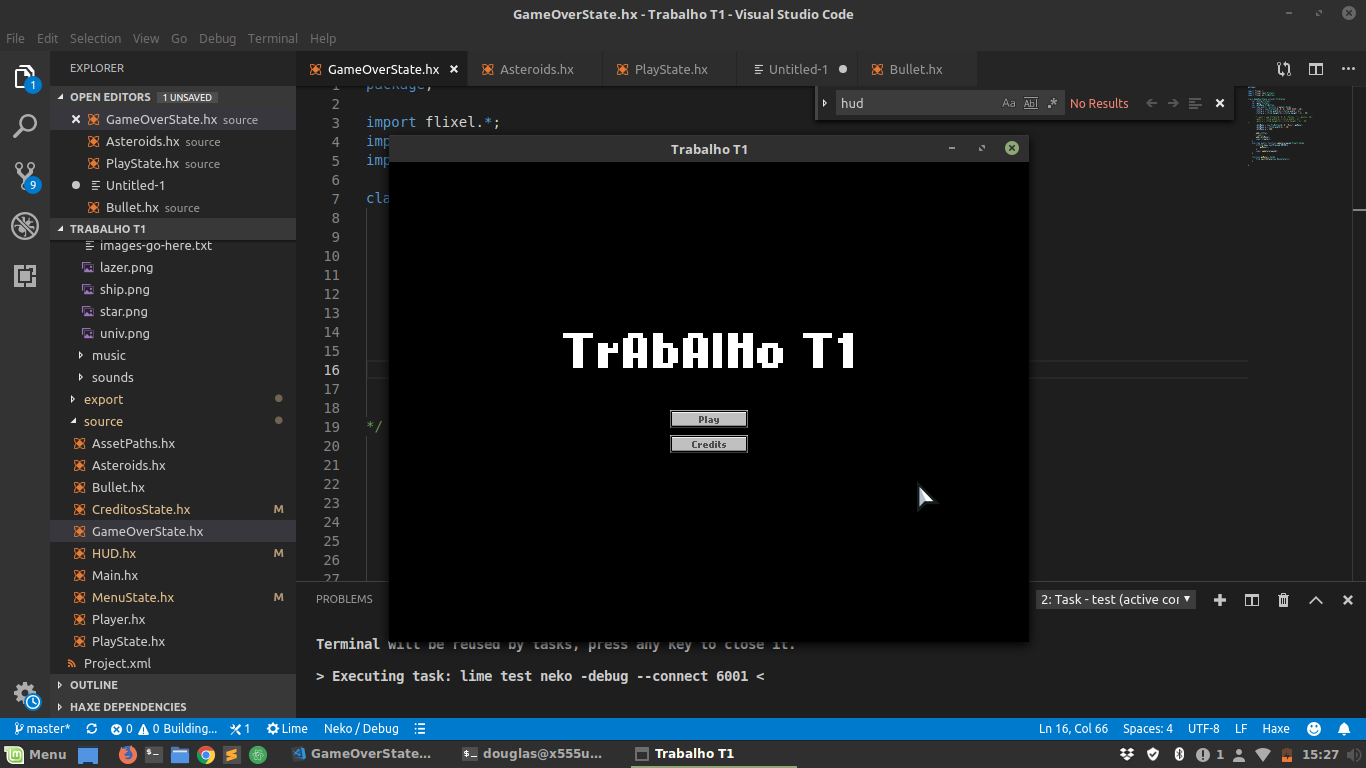 GameOverState.hx - Trabalho T1 - Visual Studio Code
File Edit Selection View Go Debug Terminal Help
EXPLORER
GameOverState.hx Asteroids.hx PlayState.hx Untitled-1 Bullet.hx
OPEN EDITORS 1 UNSAVED
GameOverState.hx source
Asteroids.hx source
PlayState.hx source
Untitled-1
Bullet.hx source
TRABALHO T1
images-go-here.txt
lazer.png
ship.png
star.png
univ.png
music
sounds
export
source
AssetPaths.hx
Asteroids.hx
Bullet.hx
CreditosState.hx M
GameOverState.hx
HUD.hx M
Main.hx
MenuState.hx M
Player.hx
PlayState.hx
Project.xml
OUTLINE
HAXE DEPENDENCIES
1
9
hud Aa Abl .* No Results
1 package;
2
3 import flixel.*;
4 imp
5 imp
6
7 cla
8
9
10
11
12
13
14
15
16
17
18
19 */
20
21
22
23
24
25
26
27
Trabalho T1
TrAbAlHo T1
Play
Credits
PROBLEMS
2: Task - test (active cor
Terminal will be reused by tasks, press any key to close it.
> Executing task: lime test neko -debug --connect 6001 <
master* 0 0 Building... 1 Lime Neko / Debug Ln 16, Col 66 Spaces: 4 UTF-8 LF Haxe
Menu GameOverState... douglas@x555u... Trabalho T1 1 15:27